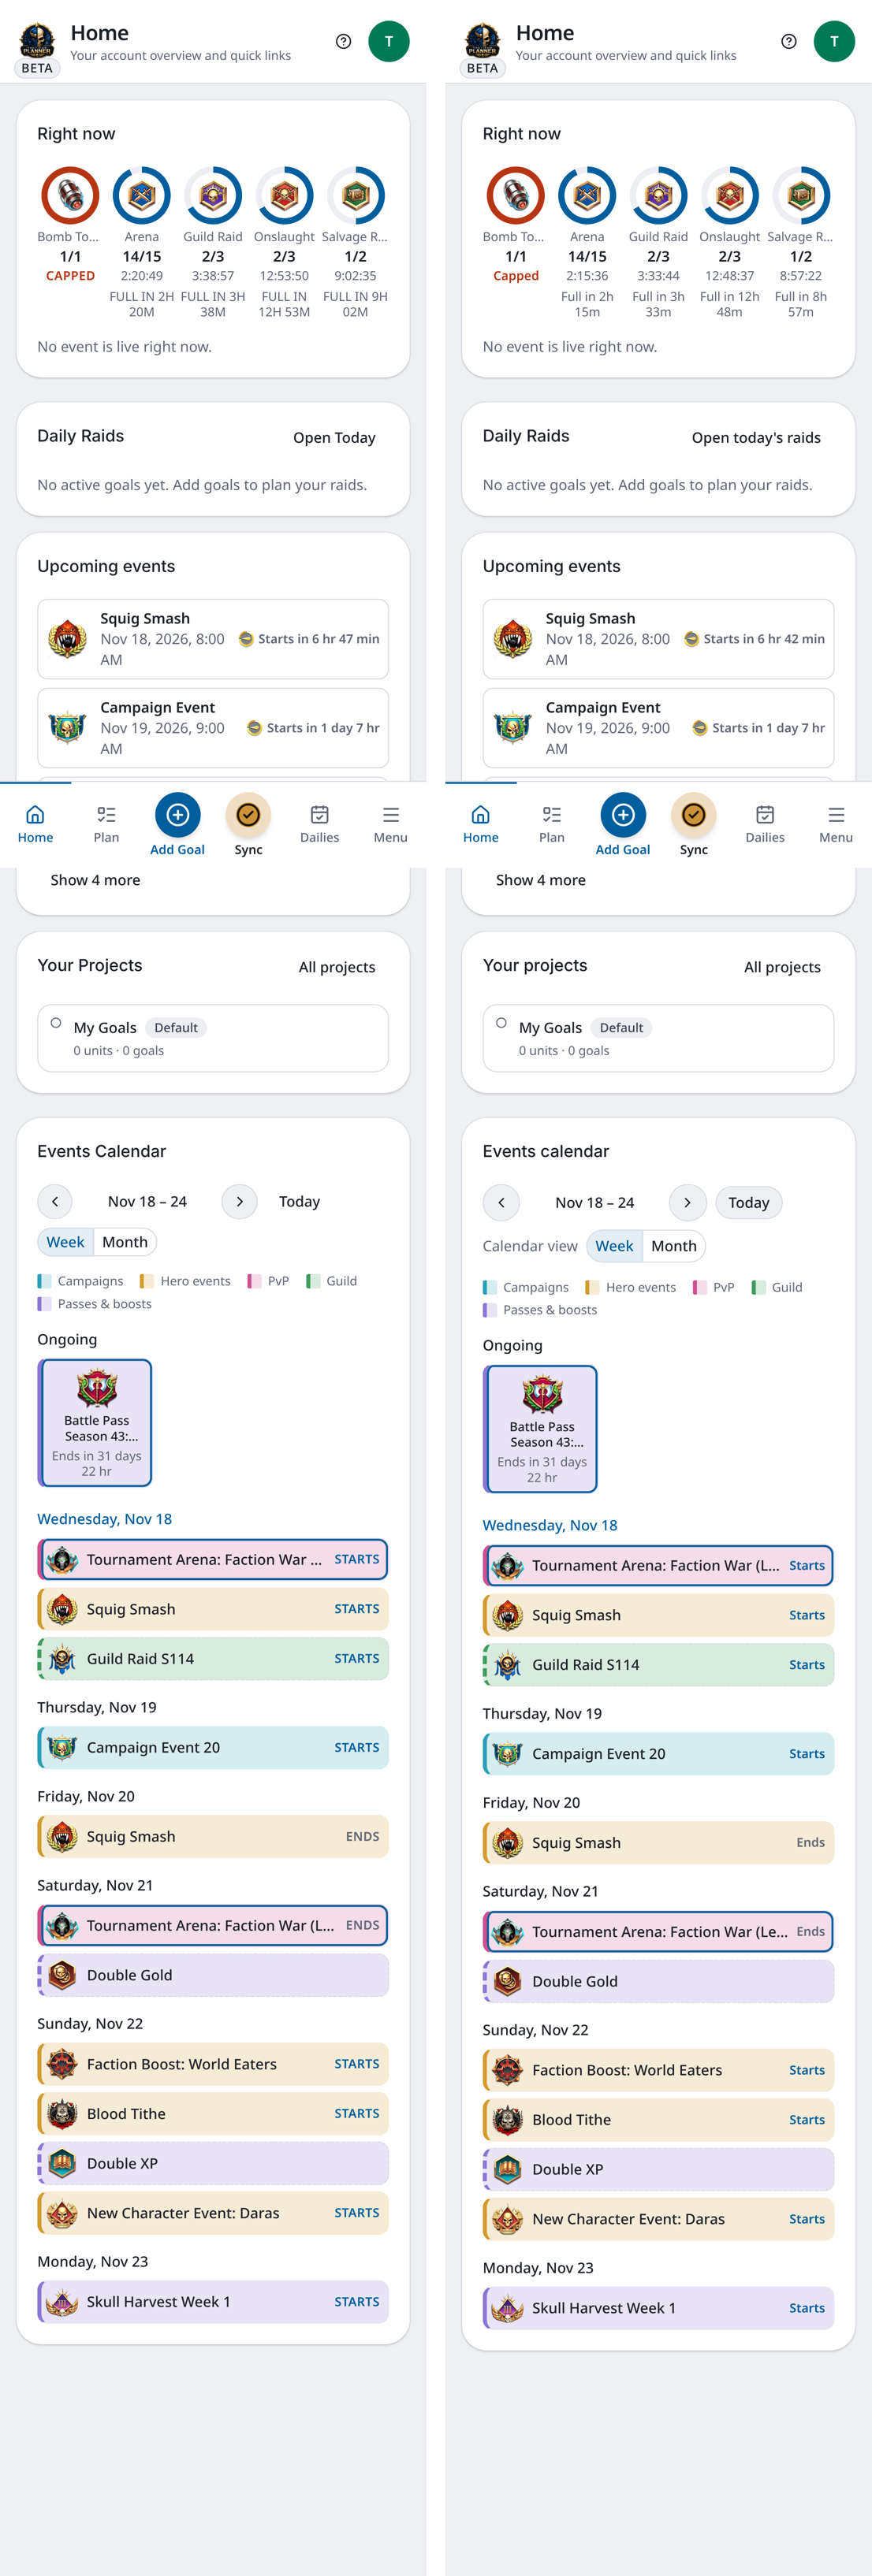 PLANNER
BETA
Home
Your account overview and quick links
T
Right now
Bomb To...
Arena
Guild Raid
Onslaught
Salvage R...
1/1
14/15
2/3
2/3
1/2
CAPPED
2:20:49
3:38:57
12:53:50
9:02:35
FULL IN 2H
20M
FULL IN 3H
38M
FULL IN
12H 53M
FULL IN 9H
02M
No event is live right now.
Daily Raids
Open Today
No active goals yet. Add goals to plan your raids.
Upcoming events
Squig Smash
Nov 18, 2026, 8:00
AM
Starts in 6 hr 47 min
Campaign Event
Nov 19, 2026, 9:00
AM
Starts in 1 day 7 hr
Home
Plan
Add Goal
Sync
Dailies
Menu
Show 4 more
Your Projects
All projects
My Goals
Default
0 units · 0 goals
Events Calendar
Nov 18 – 24
Today
Week
Month
Campaigns
Hero events
PvP
Guild
Passes & boosts
Ongoing
Battle Pass
Season 43:...
Ends in 31 days
22 hr
Wednesday, Nov 18
Tournament Arena: Faction War ...
STARTS
Squig Smash
STARTS
Guild Raid S114
STARTS
Thursday, Nov 19
Campaign Event 20
STARTS
Friday, Nov 20
Squig Smash
ENDS
Saturday, Nov 21
Tournament Arena: Faction War (L...
ENDS
Double Gold
Sunday, Nov 22
Faction Boost: World Eaters
STARTS
Blood Tithe
STARTS
Double XP
New Character Event: Daras
STARTS
Monday, Nov 23
Skull Harvest Week 1
STARTS
PLANNER
BETA
Home
Your account overview and quick links
T
Right now
Bomb To...
Arena
Guild Raid
Onslaught
Salvage R...
1/1
14/15
2/3
2/3
1/2
Capped
2:15:36
3:33:44
12:48:37
8:57:22
Full in 2h
15m
Full in 3h
33m
Full in 12h
48m
Full in 8h
57m
No event is live right now.
Daily Raids
Open today's raids
No active goals yet. Add goals to plan your raids.
Upcoming events
Squig Smash
Nov 18, 2026, 8:00
AM
Starts in 6 hr 42 min
Campaign Event
Nov 19, 2026, 9:00
AM
Starts in 1 day 7 hr
Home
Plan
Add Goal
Sync
Dailies
Menu
Show 4 more
Your projects
All projects
My Goals
Default
0 units · 0 goals
Events calendar
Nov 18 – 24
Today
Calendar view
Week
Month
Campaigns
Hero events
PvP
Guild
Passes & boosts
Ongoing
Battle Pass
Season 43:...
Ends in 31 days
22 hr
Wednesday, Nov 18
Tournament Arena: Faction War (L...
Starts
Squig Smash
Starts
Guild Raid S114
Starts
Thursday, Nov 19
Campaign Event 20
Starts
Friday, Nov 20
Squig Smash
Ends
Saturday, Nov 21
Tournament Arena: Faction War (Le...
Ends
Double Gold
Sunday, Nov 22
Faction Boost: World Eaters
Starts
Blood Tithe
Starts
Double XP
New Character Event: Daras
Starts
Monday, Nov 23
Skull Harvest Week 1
Starts